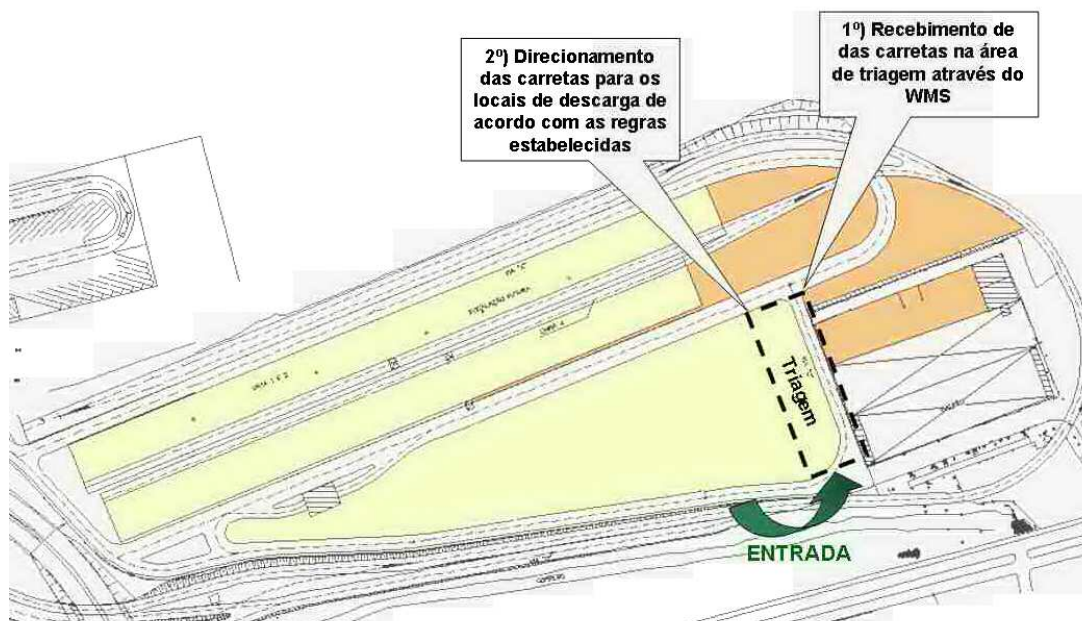 2º) Direcionamento
das carretas para os
locais de descarga de
acordo com as regras
estabelecidas
1º) Recebimento de
das carretas na área
de triagem através do
WMS
Triagem
ENTRADA